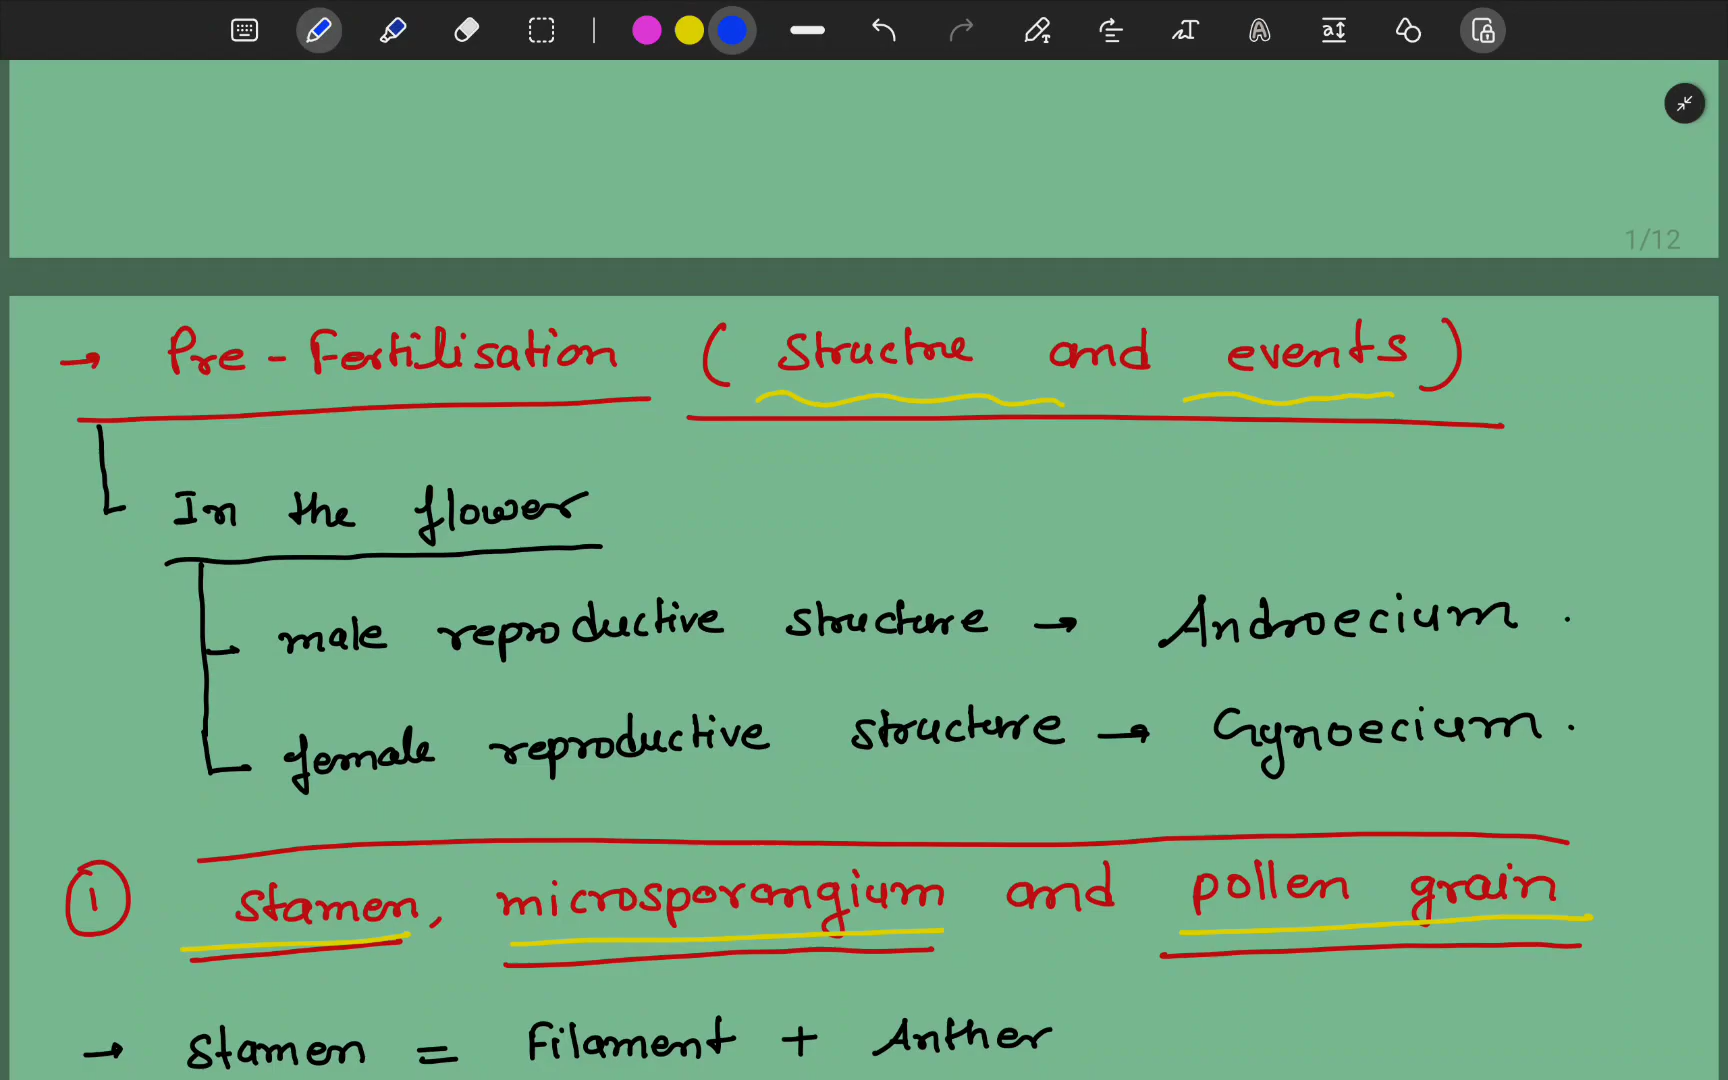 1/12
→ Pre-Fertilisation ( Structre and events )
In the flower
male reproductive structure → Androecium .
female reproductive structure → Gynoecium .
① stamen, microsporangium and pollen grain
→ Stamen = Filament + Anther